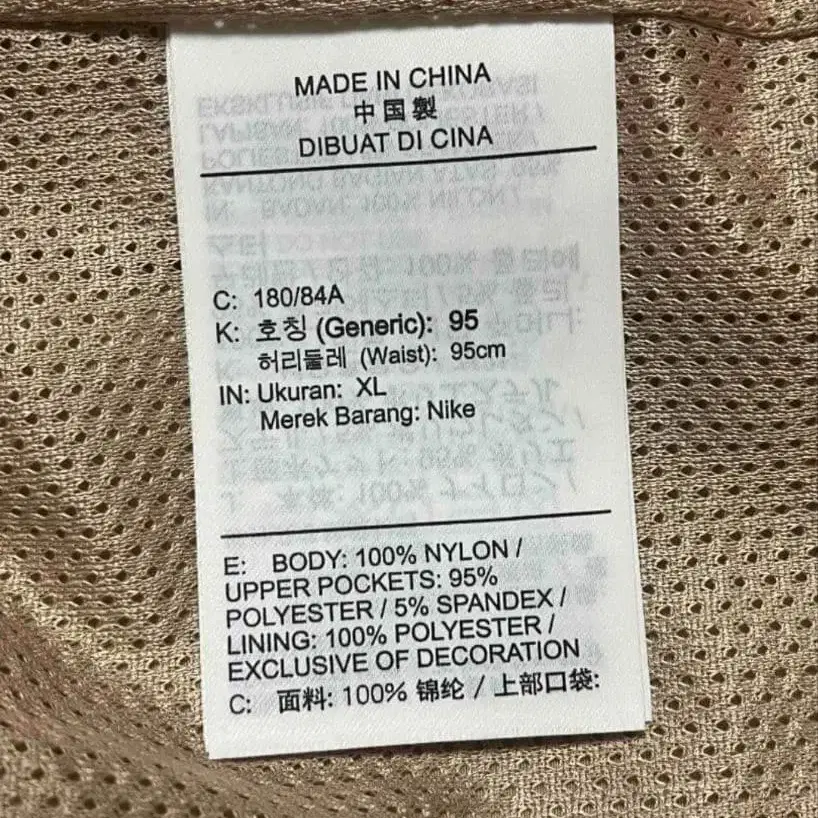 MADE IN CHINA
中国製
DIBUAT DI CINA
C: 180/84A
K: 호칭 (Generic): 95
허리둘레 (Waist): 95cm
IN: Ukuran: XL
Merek Barang: Nike
E: BODY: 100% NYLON /
UPPER POCKETS: 95%
POLYESTER / 5% SPANDEX /
LINING: 100% POLYESTER /
EXCLUSIVE OF DECORATION
C: 面料: 100% 锦纶 / 上部口袋: